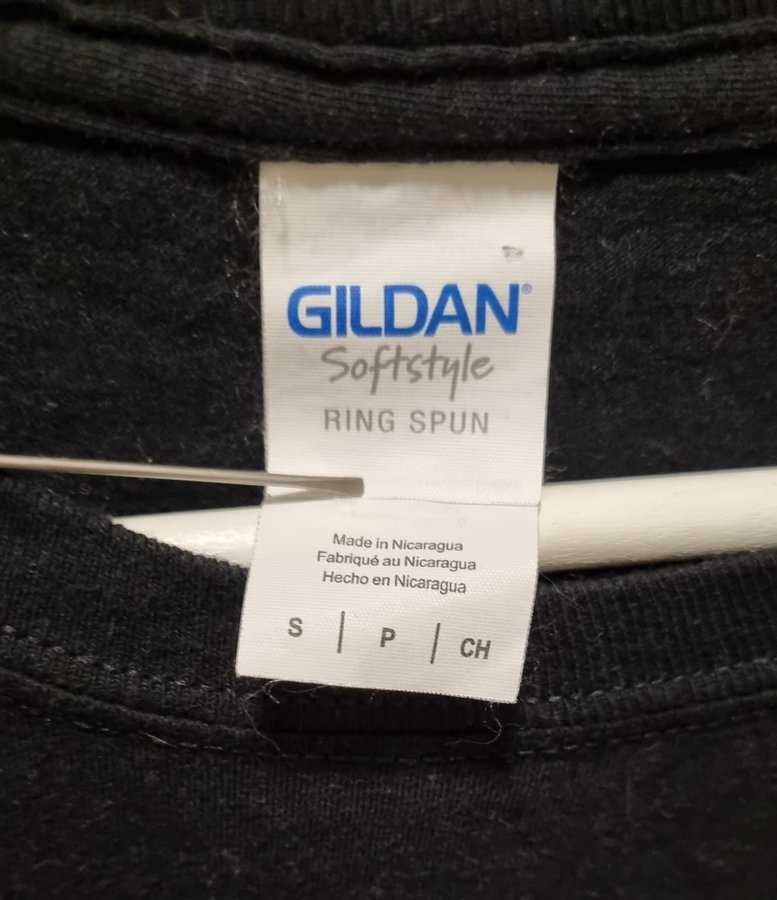 GILDAN®
Softstyle
RING SPUN
Made in Nicaragua
Fabriqué au Nicaragua
Hecho en Nicaragua
S | P | CH